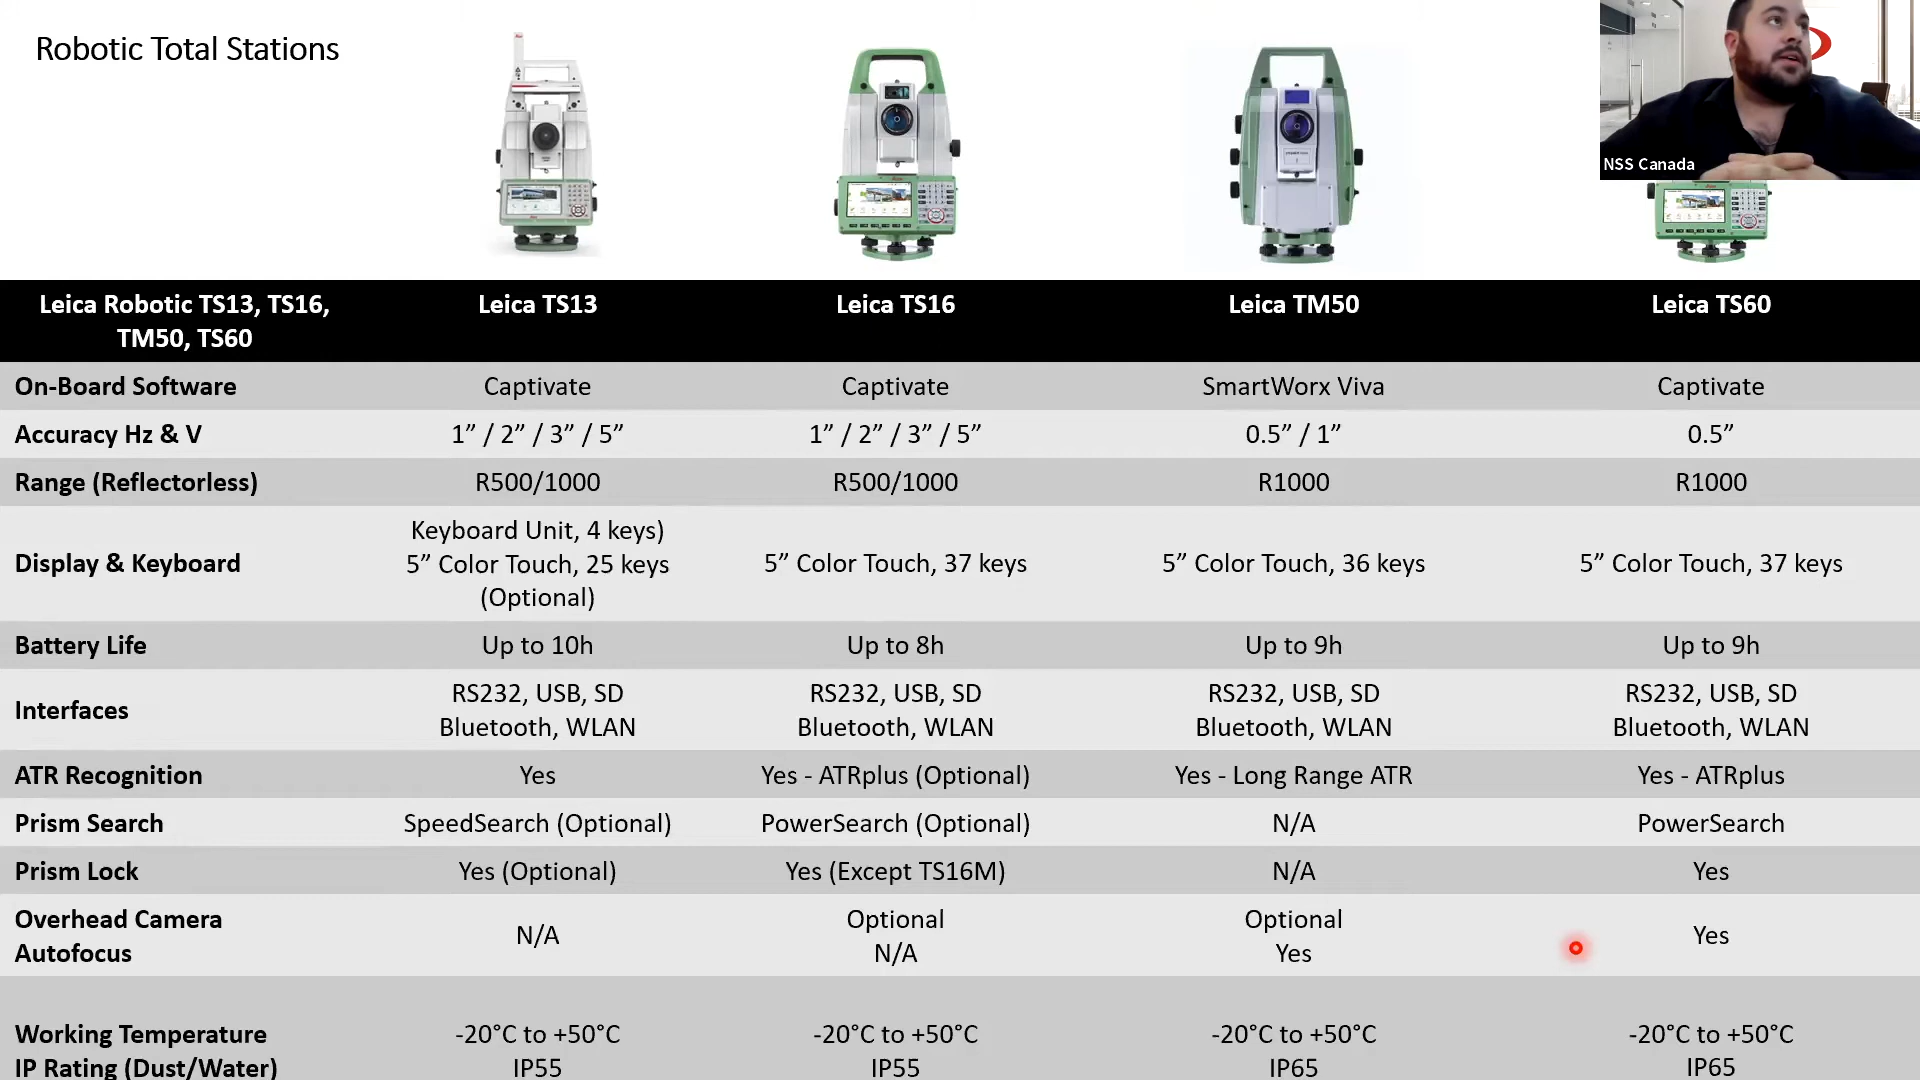 Robotic Total Stations
NSS Canada
Leica Robotic TS13, TS16,
TM50, TS60
Leica TS13
Leica TS16
Leica TM50
Leica TS60
On-Board Software
Captivate
Captivate
SmartWorx Viva
Captivate
Accuracy Hz & V
1” / 2” / 3” / 5”
1” / 2” / 3” / 5”
0.5” / 1”
0.5”
Range (Reflectorless)
R500/1000
R500/1000
R1000
R1000
Display & Keyboard
Keyboard Unit, 4 keys)
5” Color Touch, 25 keys
(Optional)
5” Color Touch, 37 keys
5” Color Touch, 36 keys
5” Color Touch, 37 keys
Battery Life
Up to 10h
Up to 8h
Up to 9h
Up to 9h
Interfaces
RS232, USB, SD
Bluetooth, WLAN
RS232, USB, SD
Bluetooth, WLAN
RS232, USB, SD
Bluetooth, WLAN
RS232, USB, SD
Bluetooth, WLAN
ATR Recognition
Yes
Yes - ATRplus (Optional)
Yes - Long Range ATR
Yes - ATRplus
Prism Search
SpeedSearch (Optional)
PowerSearch (Optional)
N/A
PowerSearch
Prism Lock
Yes (Optional)
Yes (Except TS16M)
N/A
Yes
Overhead Camera
Autofocus
N/A
Optional
N/A
Optional
Yes
Yes
Working Temperature
IP Rating (Dust/Water)
-20°C to +50°C
IP55
-20°C to +50°C
IP55
-20°C to +50°C
IP65
-20°C to +50°C
IP65